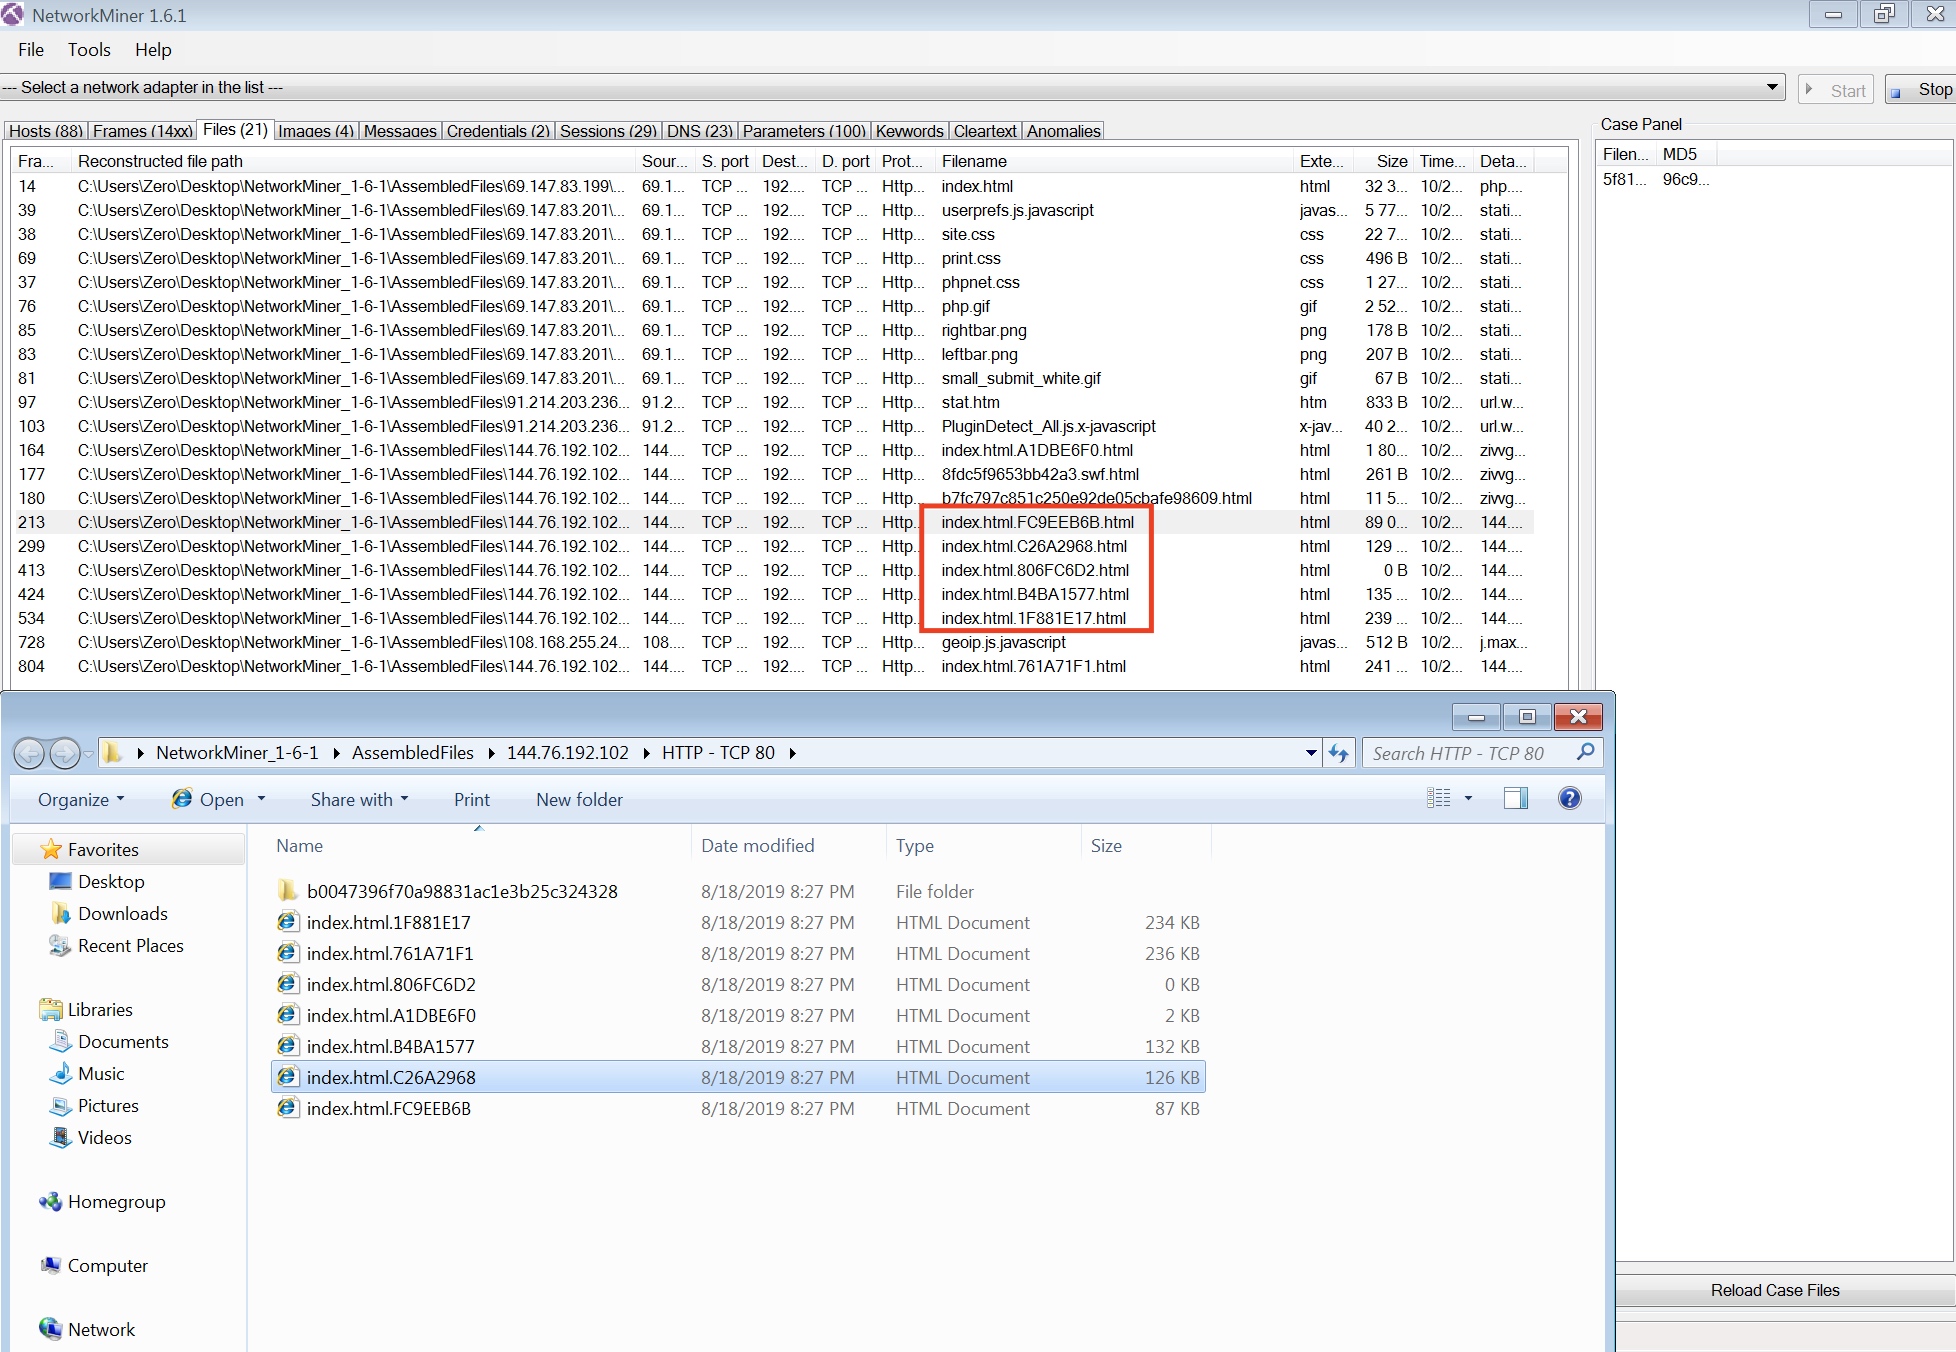 NetworkMiner 1.6.1
File Tools Help
--- Select a network adapter in the list ---
Start
Stop
Hosts (88) Frames (14xx) Files (21) Images (4) Messages Credentials (2) Sessions (29) DNS (23) Parameters (100) Keywords Cleartext Anomalies
Case Panel
Fra... Reconstructed file path Sour... S. port Dest... D. port Prot... Filename Exte... Size Time... Deta...
Filen... MD5
5f81... 96c9...
14 C:\Users\Zero\Desktop\NetworkMiner_1-6-1\AssembledFiles\69.147.83.199\... 69.1... TCP ... 192.... TCP ... Http... index.html html 32 3... 10/2... php....
39 C:\Users\Zero\Desktop\NetworkMiner_1-6-1\AssembledFiles\69.147.83.201\... 69.1... TCP ... 192.... TCP ... Http... userprefs.js.javascript javas... 5 77... 10/2... stati...
38 C:\Users\Zero\Desktop\NetworkMiner_1-6-1\AssembledFiles\69.147.83.201\... 69.1... TCP ... 192.... TCP ... Http... site.css css 22 7... 10/2... stati...
69 C:\Users\Zero\Desktop\NetworkMiner_1-6-1\AssembledFiles\69.147.83.201\... 69.1... TCP ... 192.... TCP ... Http... print.css css 496 B 10/2... stati...
37 C:\Users\Zero\Desktop\NetworkMiner_1-6-1\AssembledFiles\69.147.83.201\... 69.1... TCP ... 192.... TCP ... Http... phpnet.css css 1 27... 10/2... stati...
76 C:\Users\Zero\Desktop\NetworkMiner_1-6-1\AssembledFiles\69.147.83.201\... 69.1... TCP ... 192.... TCP ... Http... php.gif gif 2 52... 10/2... stati...
85 C:\Users\Zero\Desktop\NetworkMiner_1-6-1\AssembledFiles\69.147.83.201\... 69.1... TCP ... 192.... TCP ... Http... rightbar.png png 178 B 10/2... stati...
83 C:\Users\Zero\Desktop\NetworkMiner_1-6-1\AssembledFiles\69.147.83.201\... 69.1... TCP ... 192.... TCP ... Http... leftbar.png png 207 B 10/2... stati...
81 C:\Users\Zero\Desktop\NetworkMiner_1-6-1\AssembledFiles\69.147.83.201\... 69.1... TCP ... 192.... TCP ... Http... small_submit_white.gif gif 67 B 10/2... stati...
97 C:\Users\Zero\Desktop\NetworkMiner_1-6-1\AssembledFiles\91.214.203.236... 91.2... TCP ... 192.... TCP ... Http... stat.htm htm 833 B 10/2... url.w...
103 C:\Users\Zero\Desktop\NetworkMiner_1-6-1\AssembledFiles\91.214.203.236... 91.2... TCP ... 192.... TCP ... Http... PluginDetect_All.js.x-javascript x-jav... 40 2... 10/2... url.w...
164 C:\Users\Zero\Desktop\NetworkMiner_1-6-1\AssembledFiles\144.76.192.102... 144.... TCP ... 192.... TCP ... Http... index.html.A1DBE6F0.html html 1 80... 10/2... zivvg...
177 C:\Users\Zero\Desktop\NetworkMiner_1-6-1\AssembledFiles\144.76.192.102... 144.... TCP ... 192.... TCP ... Http... 8fdc5f9653bb42a3.swf.html html 261 B 10/2... zivvg...
180 C:\Users\Zero\Desktop\NetworkMiner_1-6-1\AssembledFiles\144.76.192.102... 144.... TCP ... 192.... TCP ... Http... b7fc797c851c250e92de05cbafe98609.html html 11 5... 10/2... zivvg...
213 C:\Users\Zero\Desktop\NetworkMiner_1-6-1\AssembledFiles\144.76.192.102... 144.... TCP ... 192.... TCP ... Http... index.html.FC9EEB6B.html html 89 0... 10/2... 144....
299 C:\Users\Zero\Desktop\NetworkMiner_1-6-1\AssembledFiles\144.76.192.102... 144.... TCP ... 192.... TCP ... Http... index.html.C26A2968.html html 129 ... 10/2... 144....
413 C:\Users\Zero\Desktop\NetworkMiner_1-6-1\AssembledFiles\144.76.192.102... 144.... TCP ... 192.... TCP ... Http... index.html.806FC6D2.html html 0 B 10/2... 144....
424 C:\Users\Zero\Desktop\NetworkMiner_1-6-1\AssembledFiles\144.76.192.102... 144.... TCP ... 192.... TCP ... Http... index.html.B4BA1577.html html 135 ... 10/2... 144....
534 C:\Users\Zero\Desktop\NetworkMiner_1-6-1\AssembledFiles\144.76.192.102... 144.... TCP ... 192.... TCP ... Http... index.html.1F881E17.html html 239 ... 10/2... 144....
728 C:\Users\Zero\Desktop\NetworkMiner_1-6-1\AssembledFiles\108.168.255.24... 108.... TCP ... 192.... TCP ... Http... geoip.js.javascript javas... 512 B 10/2... j.max...
804 C:\Users\Zero\Desktop\NetworkMiner_1-6-1\AssembledFiles\144.76.192.102... 144.... TCP ... 192.... TCP ... Http... index.html.761A71F1.html html 241 ... 10/2... 144....
NetworkMiner_1-6-1 AssembledFiles 144.76.192.102 HTTP - TCP 80
Search HTTP - TCP 80
Organize Open Share with Print New folder
Favorites
Desktop
Downloads
Recent Places
Libraries
Documents
Music
Pictures
Videos
Homegroup
Computer
Network
Name Date modified Type Size
b0047396f70a98831ac1e3b25c324328 8/18/2019 8:27 PM File folder
index.html.1F881E17 8/18/2019 8:27 PM HTML Document 234 KB
index.html.761A71F1 8/18/2019 8:27 PM HTML Document 236 KB
index.html.806FC6D2 8/18/2019 8:27 PM HTML Document 0 KB
index.html.A1DBE6F0 8/18/2019 8:27 PM HTML Document 2 KB
index.html.B4BA1577 8/18/2019 8:27 PM HTML Document 132 KB
index.html.C26A2968 8/18/2019 8:27 PM HTML Document 126 KB
index.html.FC9EEB6B 8/18/2019 8:27 PM HTML Document 87 KB
Reload Case Files